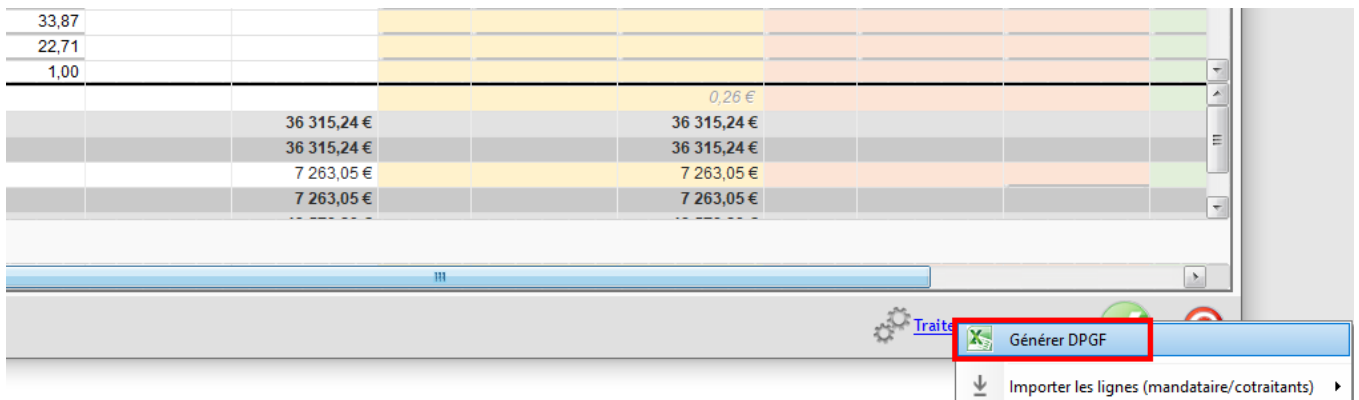 33,87
22,71
1,00
0,26 €
36 315,24 € 36 315,24 €
36 315,24 € 36 315,24 €
7 263,05 € 7 263,05 €
7 263,05 € 7 263,05 €
Traite
Générer DPGF
Importer les lignes (mandataire/cotraitants)